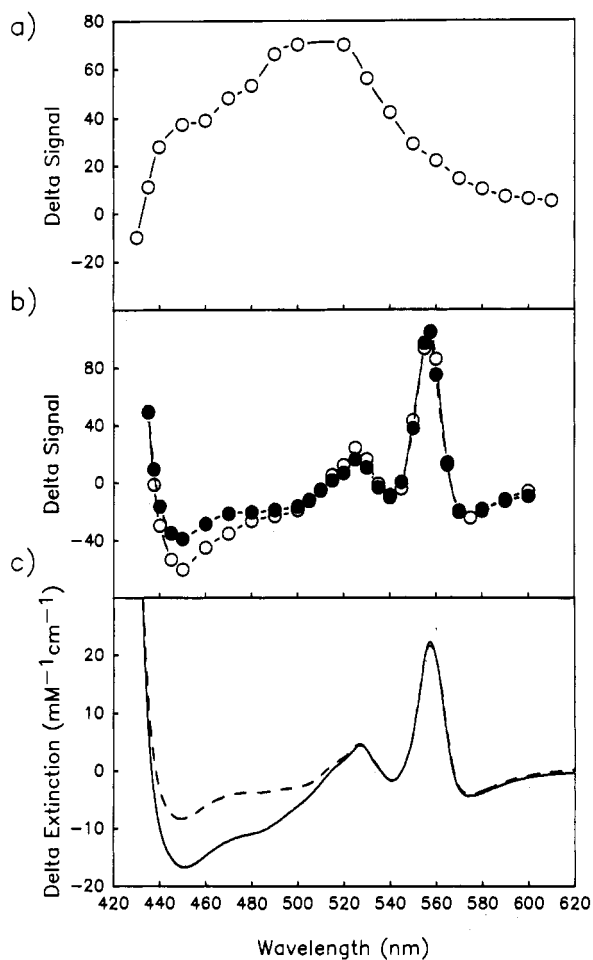 a)
80
60
40
20
0
−20
Delta Signal
b)
80
40
0
−40
Delta Signal
c)
20
10
0
−10
−20
Delta Extinction (mM−1cm−1)
420 440 460 480 500 520 540 560 580 600 620
Wavelength (nm)